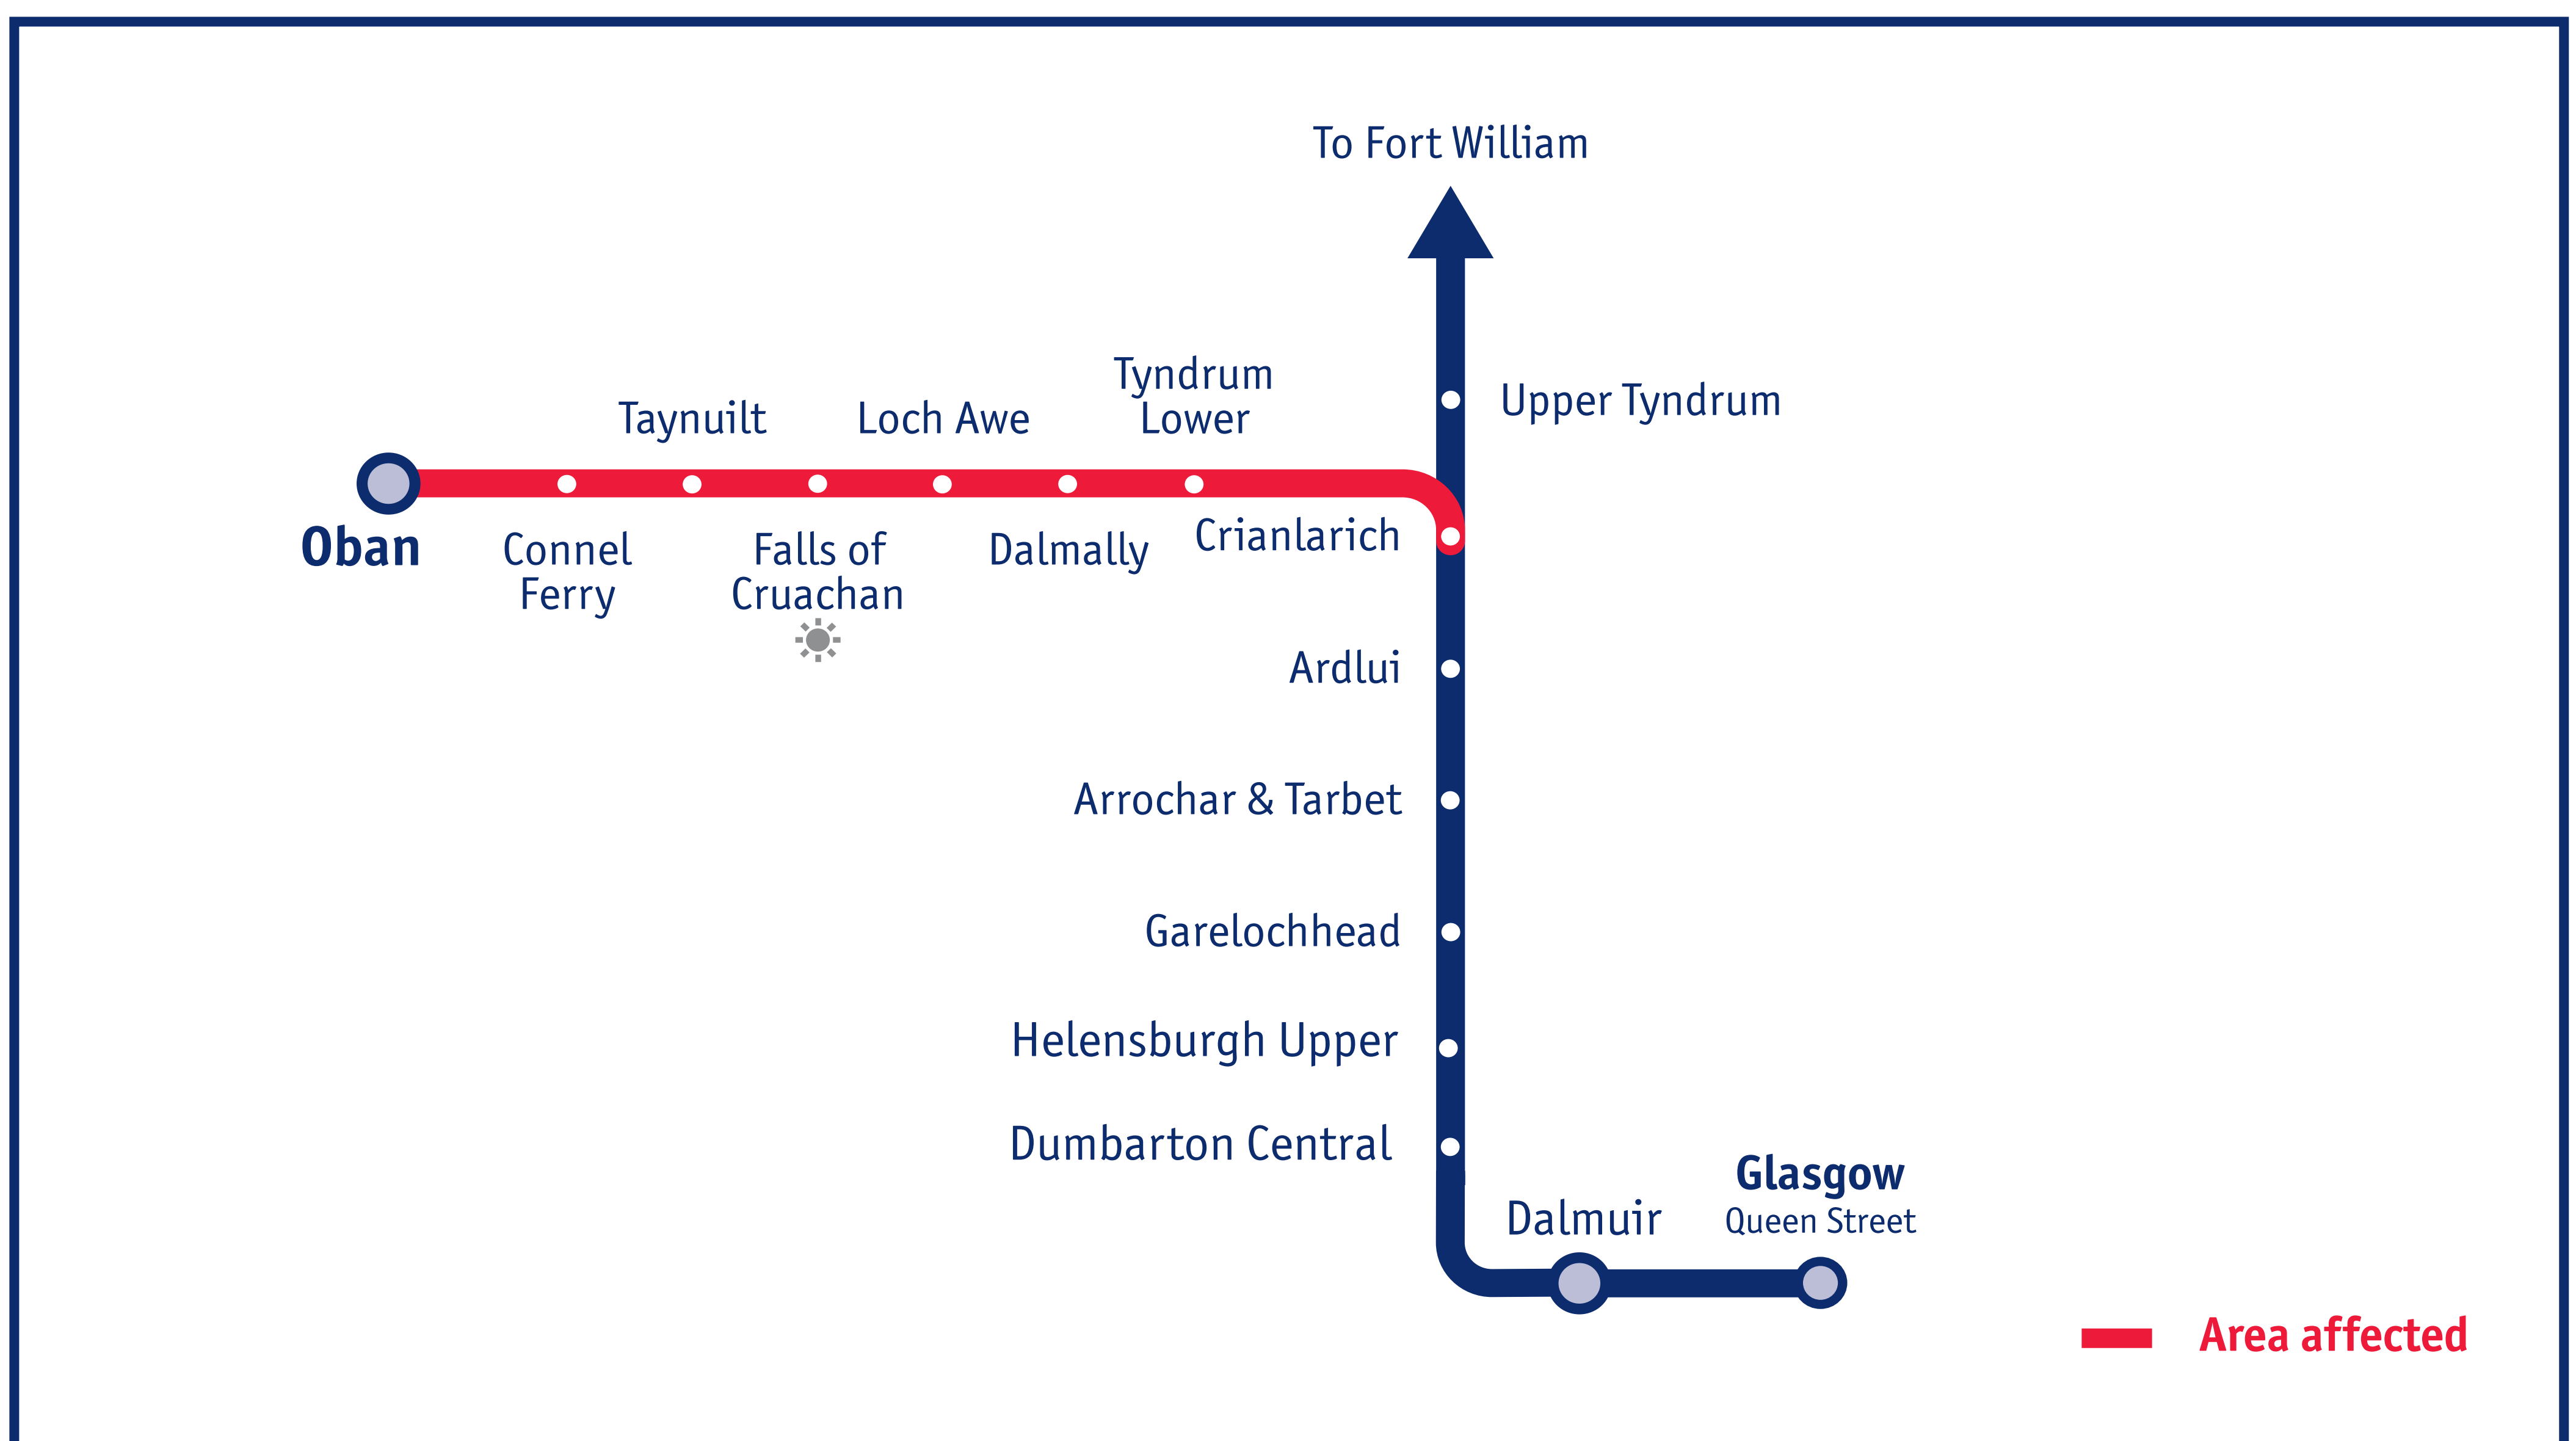 To Fort William
Tyndrum
Lower
Upper Tyndrum
Taynuilt
Loch Awe
Oban
Connel
Ferry
Falls of
Cruachan
Dalmally
Crianlarich
Ardlui
Arrochar & Tarbet
Garelochhead
Helensburgh Upper
Dumbarton Central
Dalmuir
Glasgow
Queen Street
Area affected